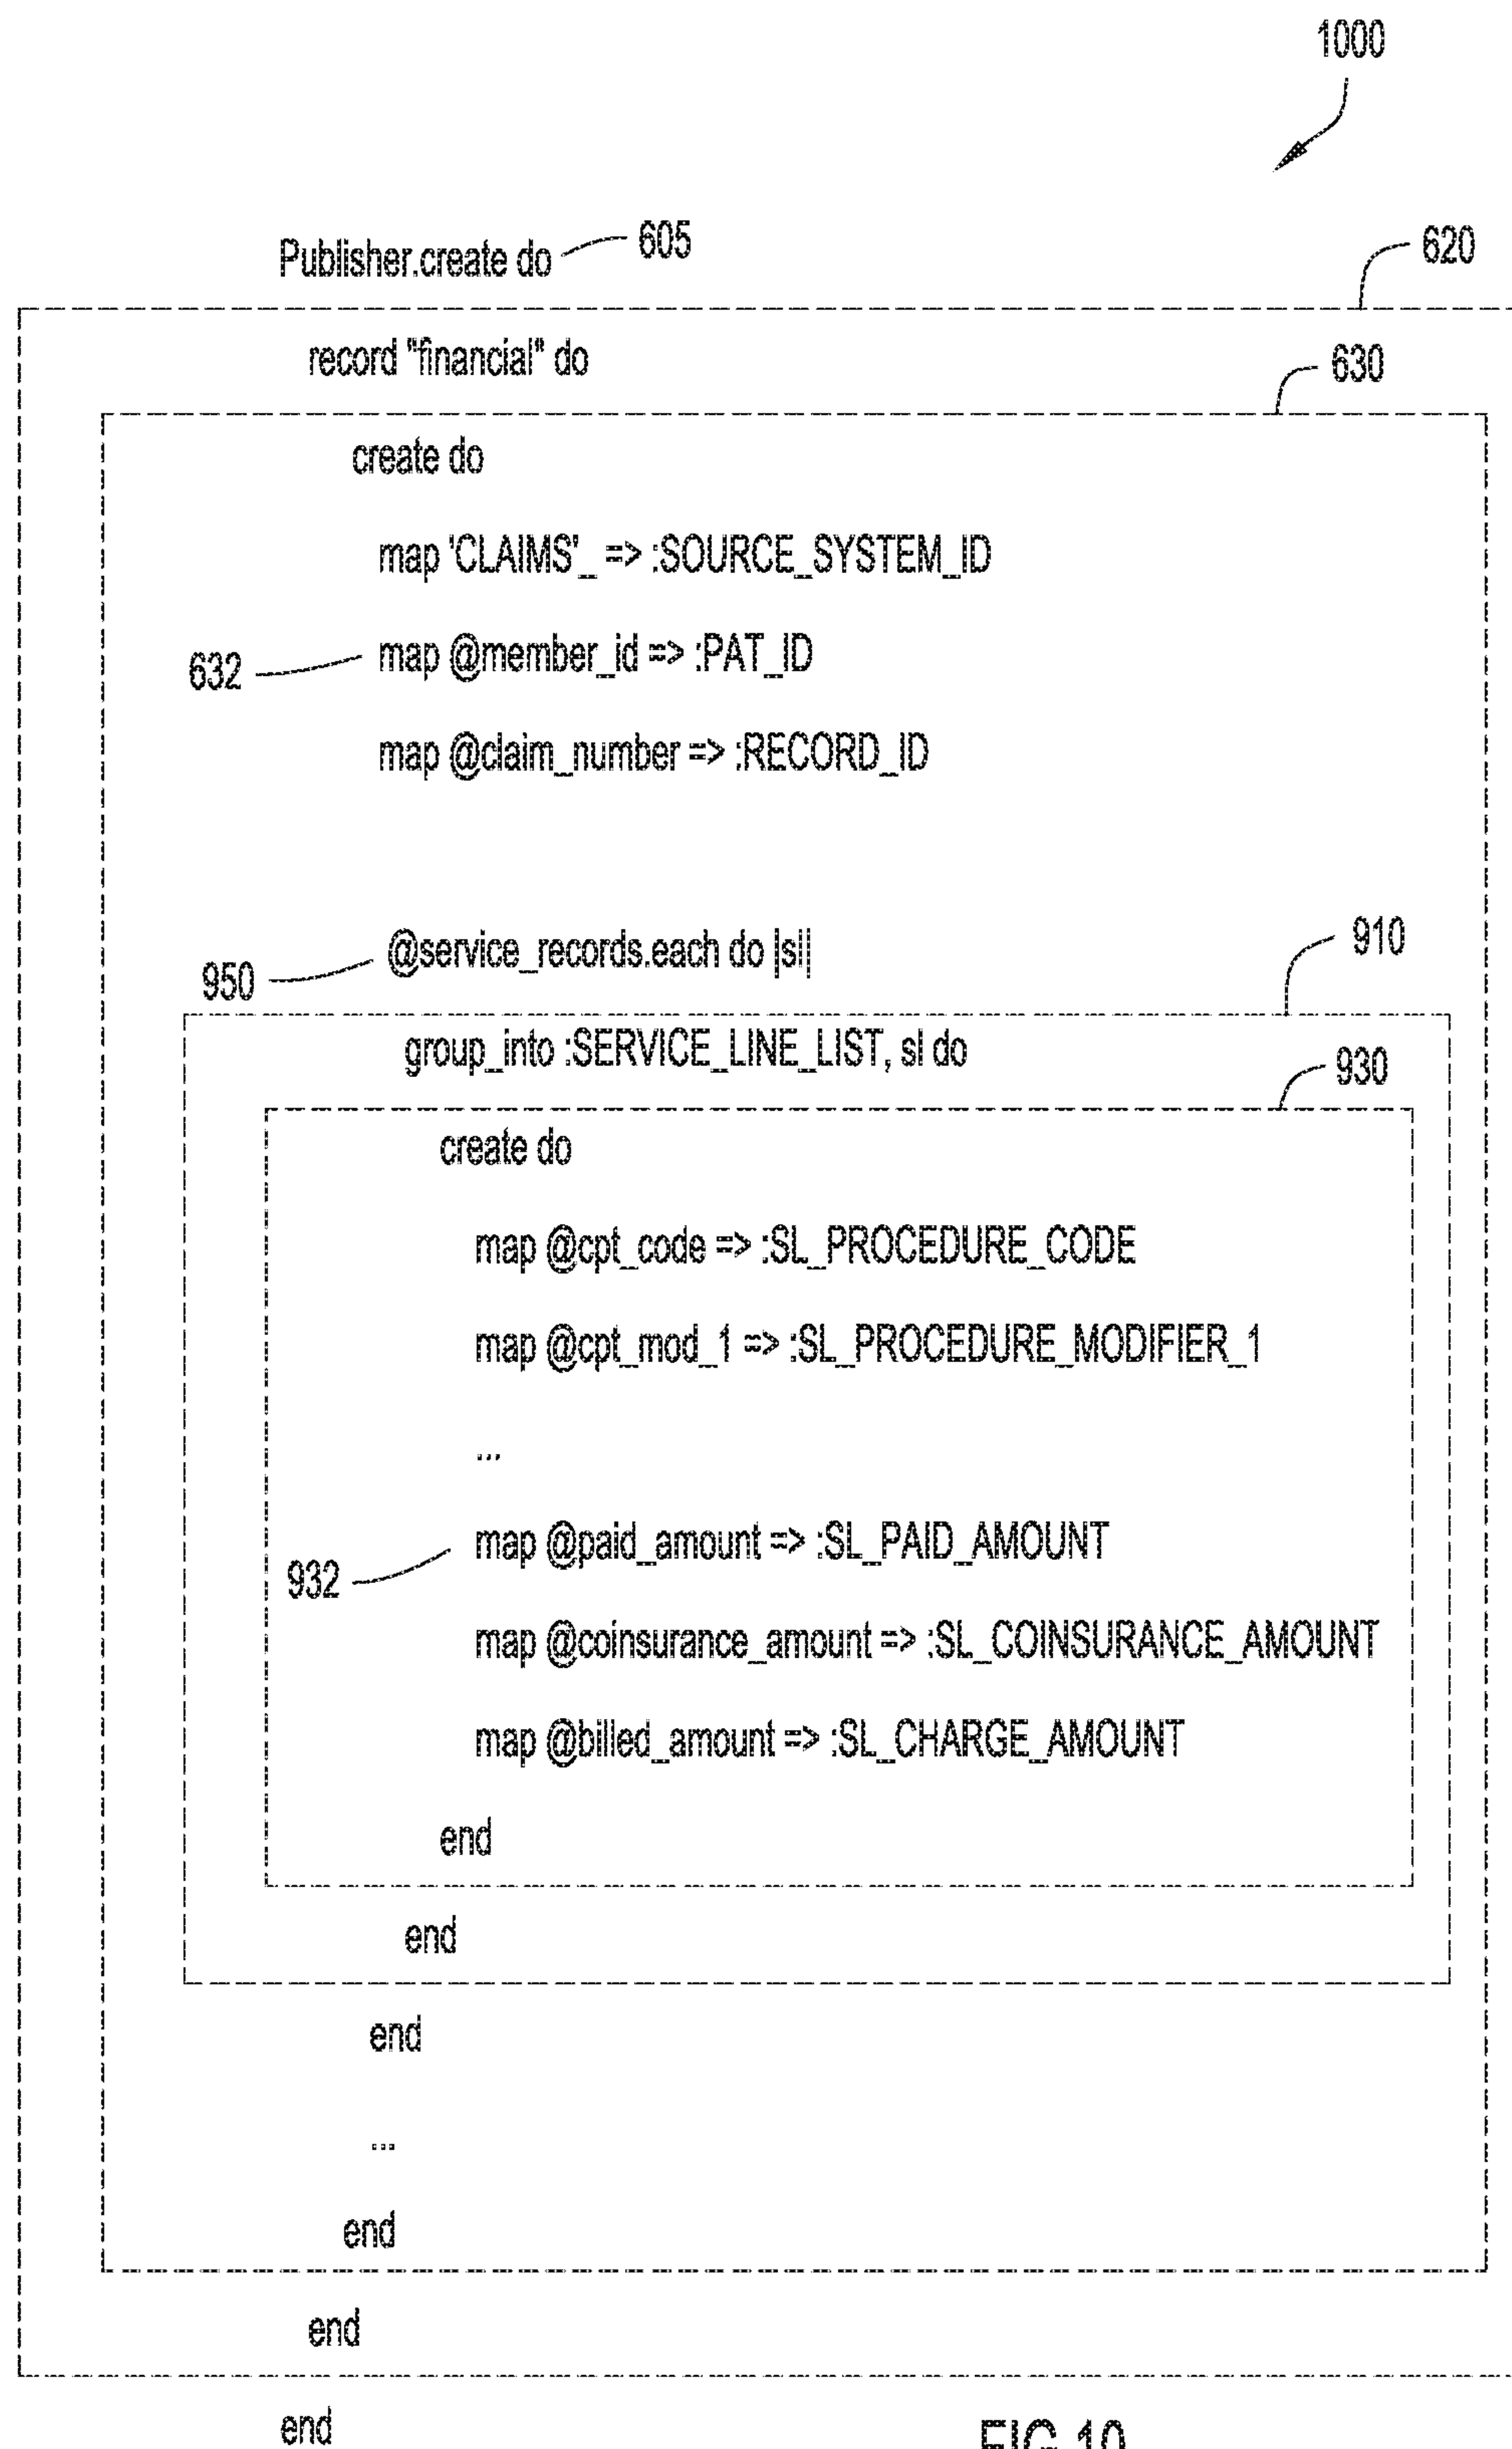 1000
Publisher.create do 605
620
record "financial" do
630
create do
map 'CLAIMS'_ => :SOURCE_SYSTEM_ID
632 map @member_id => :PAT_ID
map @claim_number => :RECORD_ID
950 @service_records.each do |sl|
910
group_into :SERVICE_LINE_LIST, sl do
930
create do
map @cpt_code => :SL_PROCEDURE_CODE
map @cpt_mod_1 => :SL_PROCEDURE_MODIFIER_1
...
932 map @paid_amount => :SL_PAID_AMOUNT
map @coinsurance_amount => :SL_COINSURANCE_AMOUNT
map @billed_amount => :SL_CHARGE_AMOUNT
end
end
end
...
end
end
end
FIG.10